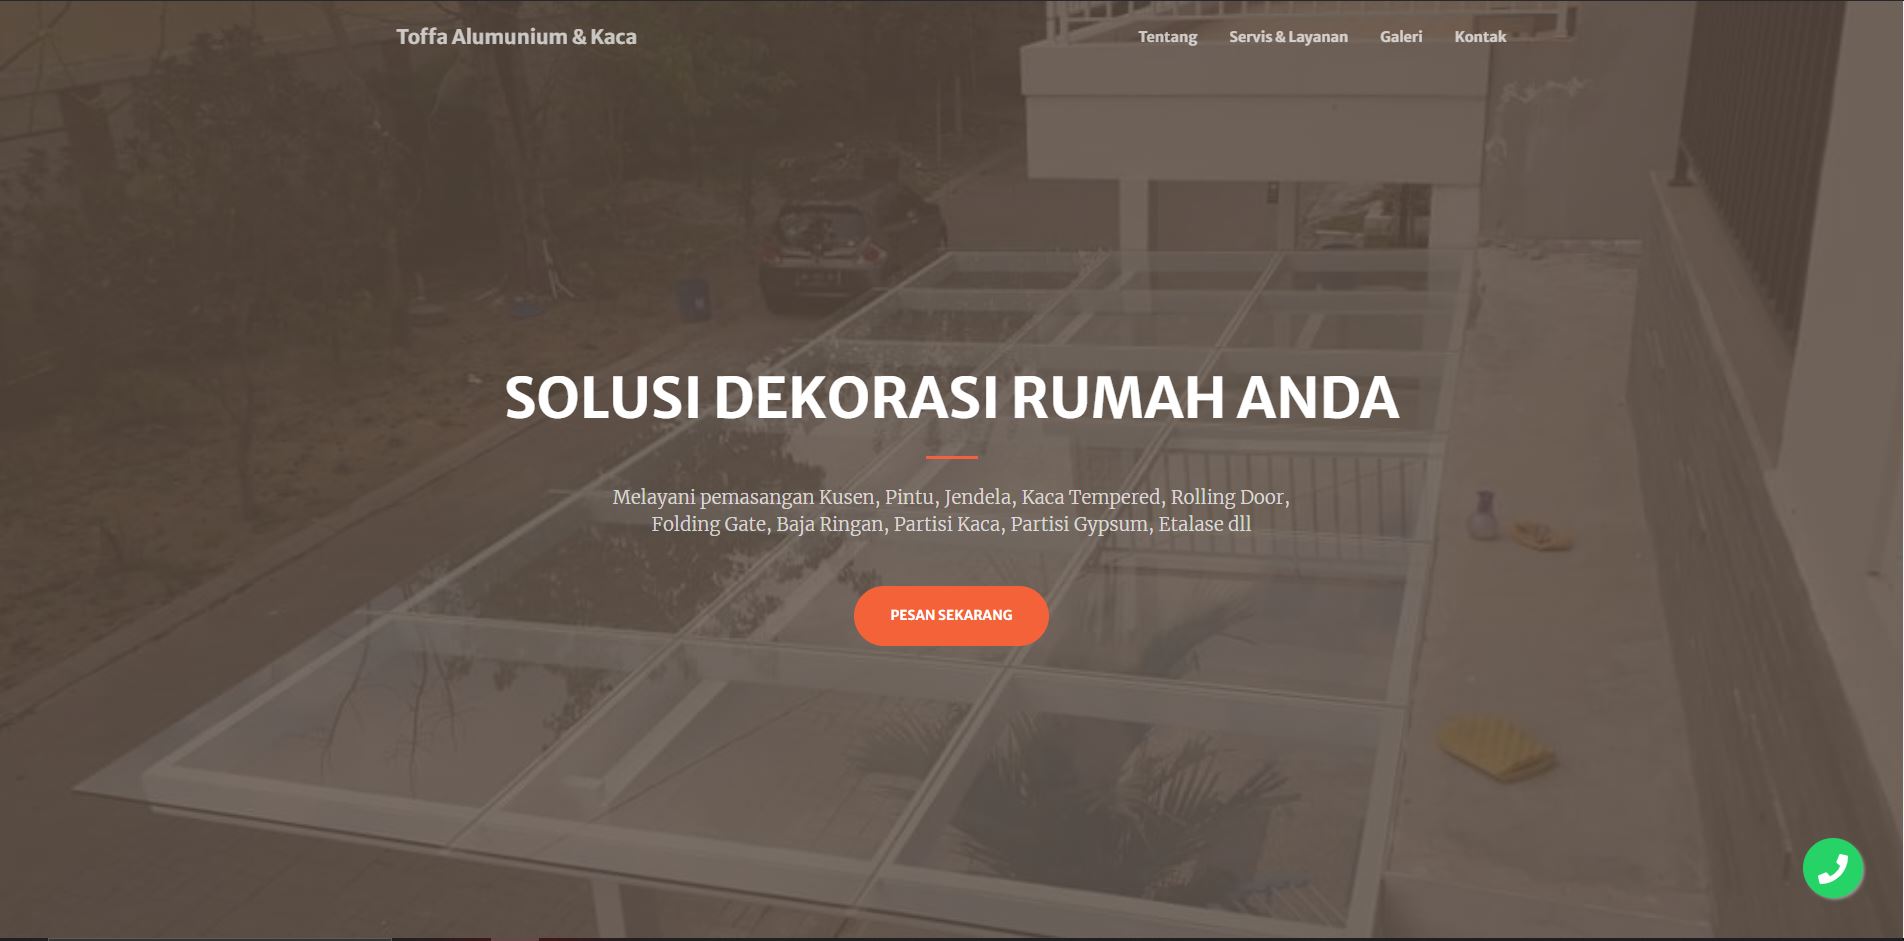 Toffa Alumunium & Kaca
Tentang Servis & Layanan Galeri Kontak
SOLUSI DEKORASI RUMAH ANDA
Melayani pemasangan Kusen, Pintu, Jendela, Kaca Tempered, Rolling Door,
Folding Gate, Baja Ringan, Partisi Kaca, Partisi Gypsum, Etalase dll
PESAN SEKARANG